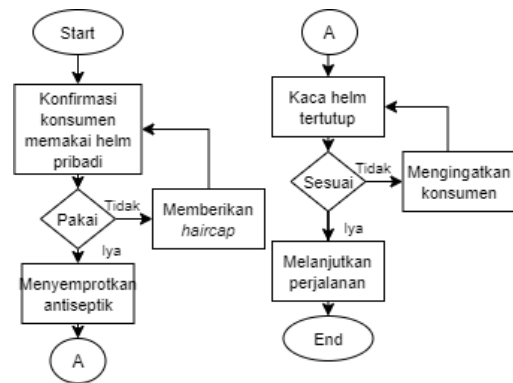 Start
Konfirmasi
konsumen
memakai helm
pribadi
Pakai
Tidak
Memberikan
haircap
Iya
Menyemprotkan
antiseptik
A
A
Kaca helm
tertutup
Sesuai
Tidak
Mengingatkan
konsumen
Iya
Melanjutkan
perjalanan
End